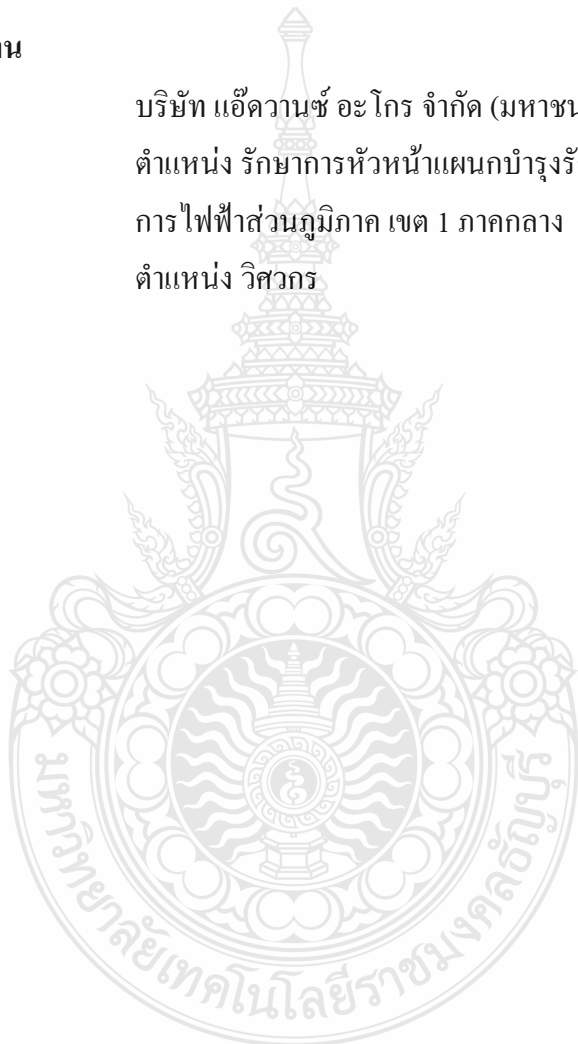 บริษัท แอ๊ดวานซ์ อะโกร จำกัด (มหาชน
ตำแหน่ง รักษาการหัวหน้าแผนกบำรุงรั
การไฟฟ้าส่วนภูมิภาค เขต 1 ภาคกลาง
ตำแหน่ง วิศวกร
มหาวิทยาลัยเทคโนโลยีราชมงคลธัญบุรี